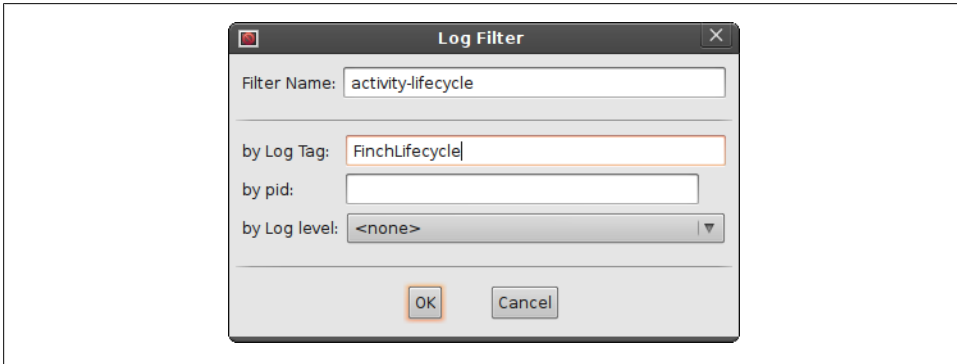 Log Filter
Filter Name: activity-lifecycle
by Log Tag: FinchLifecycle
by pid:
by Log level: <none>
OK Cancel